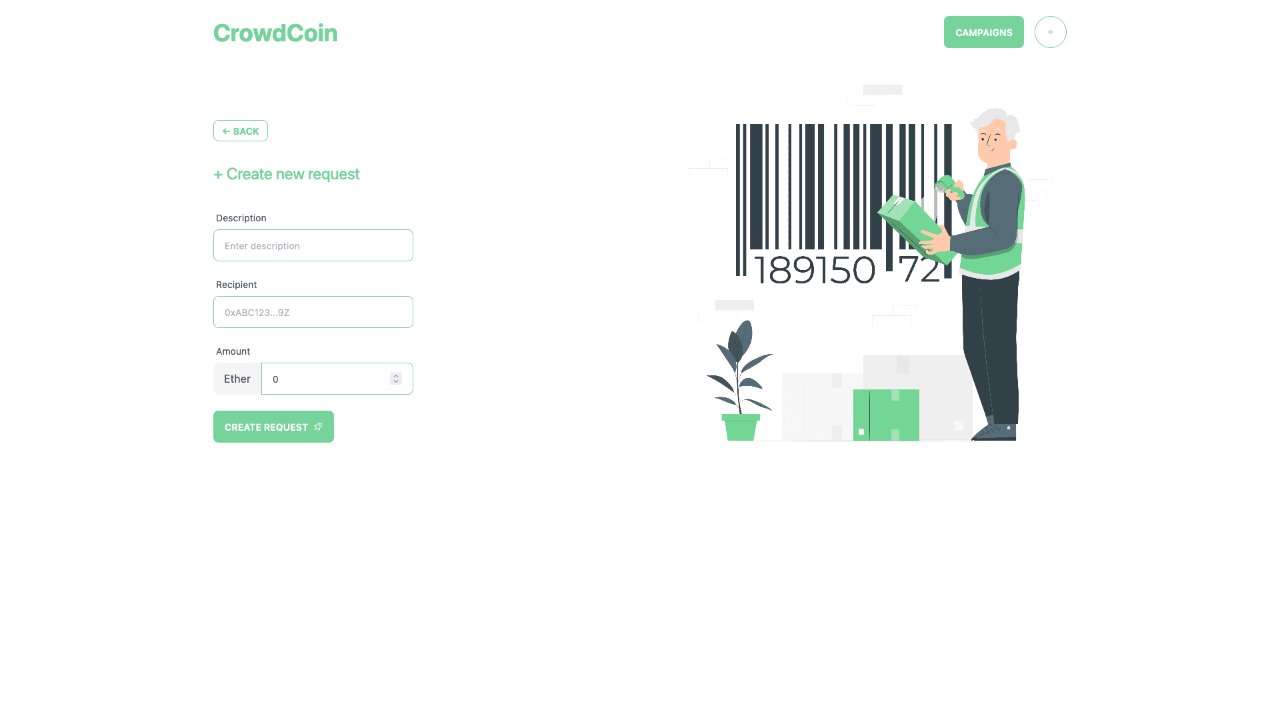 CrowdCoin
CAMPAIGNS
+
← BACK
+ Create new request
Description
Enter description
Recipient
0xABC123...9Z
Amount
Ether
0
CREATE REQUEST
189150 72